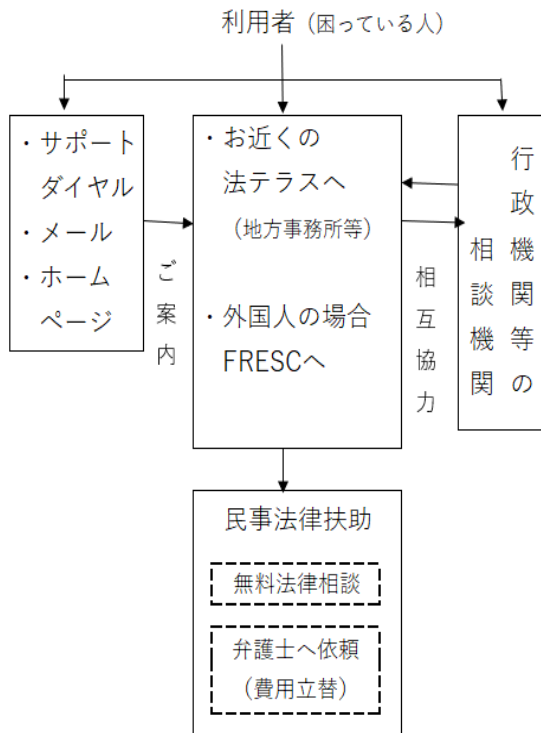 利用者（困っている人）
・サポート
ダイヤル
・メール
・ホーム
ページ
ご案内
・お近くの
法テラスへ
（地方事務所等）
・外国人の場合
FRESCへ
相互協力
行政機関等の
相談機関
民事法律扶助
無料法律相談
弁護士へ依頼
（費用立替）